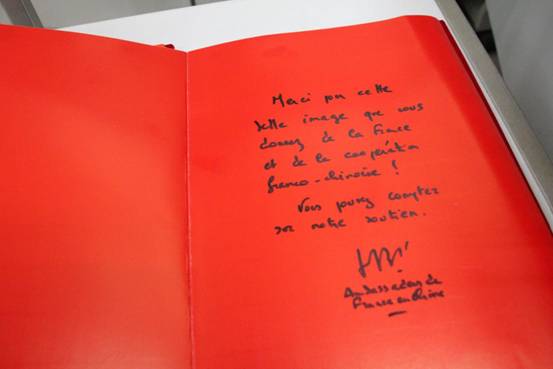 Merci pour cette
belle image que vous
donnez de la France
et de la coopération
franco-chinoise !
Vous pouvez compter
sur notre soutien.
Ambassadeur de
France en Chine